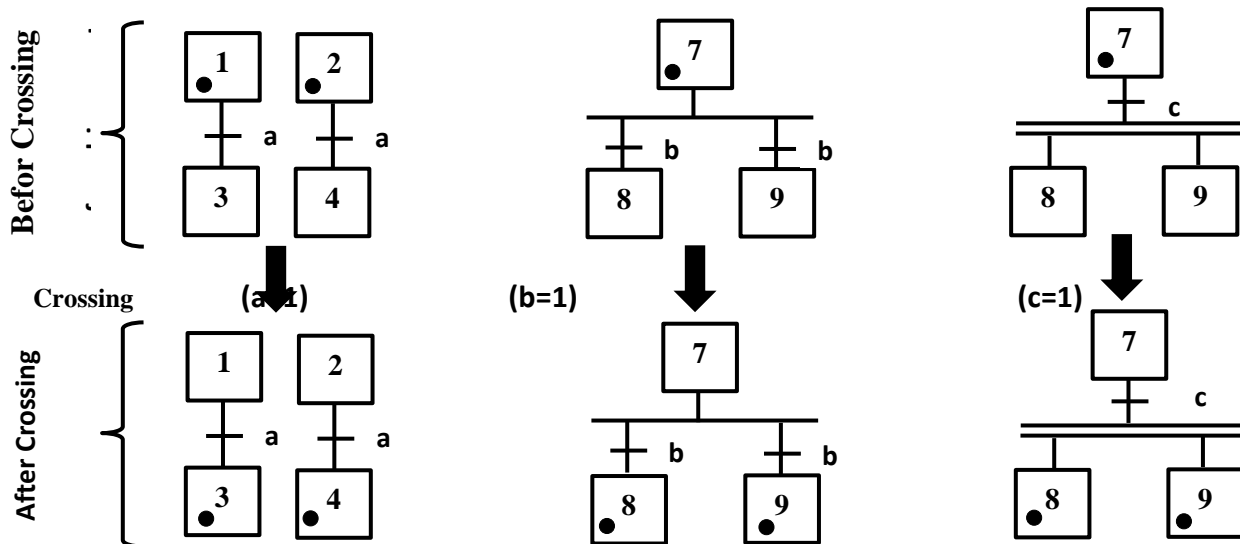 Befor Crossing
1 2
a a
3 4
7
b b
8 9
7
c
8 9
Crossing
(a=1)
(b=1)
(c=1)
After Crossing
1 2
a a
3 4
7
b b
8 9
7
c
8 9